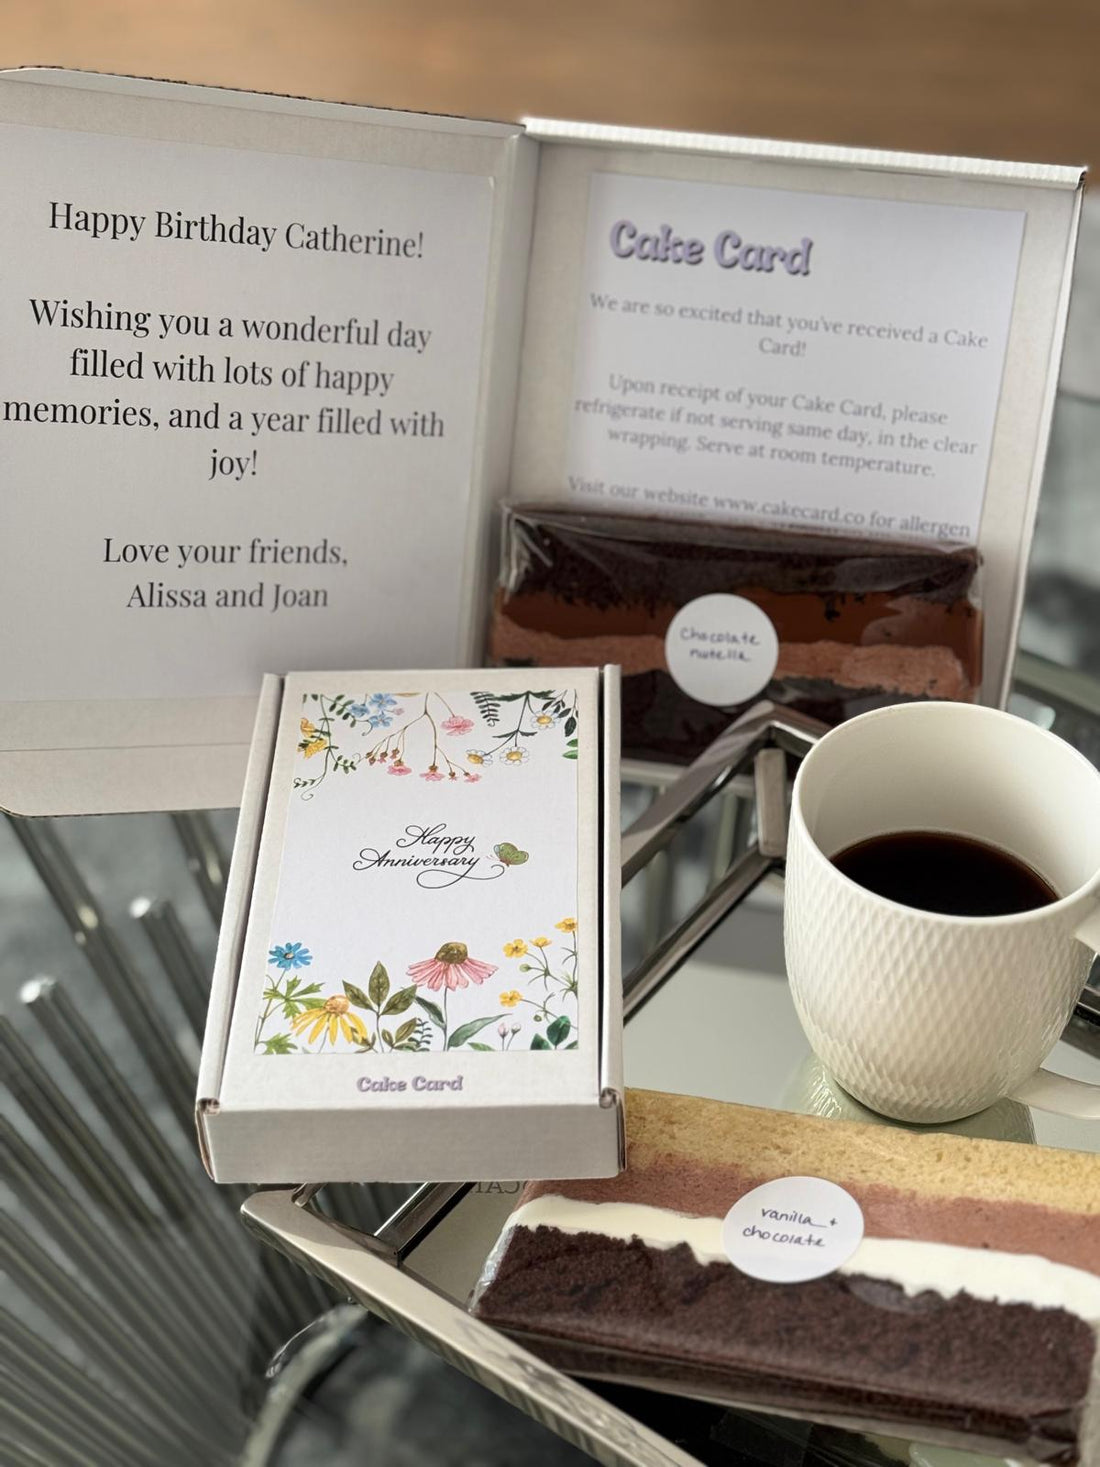 Happy Birthday Catherine!
Wishing you a wonderful day
filled with lots of happy
memories, and a year filled with
joy!
Love your friends,
Alissa and Joan
Cake Card
We are so excited that you've received a Cake
Card!
Upon receipt of your Cake Card, please
refrigerate if not serving same day, in the clear
wrapping. Serve at room temperature.
Visit our website www.cakecard.co for allergen
Chocolate
nutella
Happy
Anniversary
Cake Card
vanilla +
chocolate